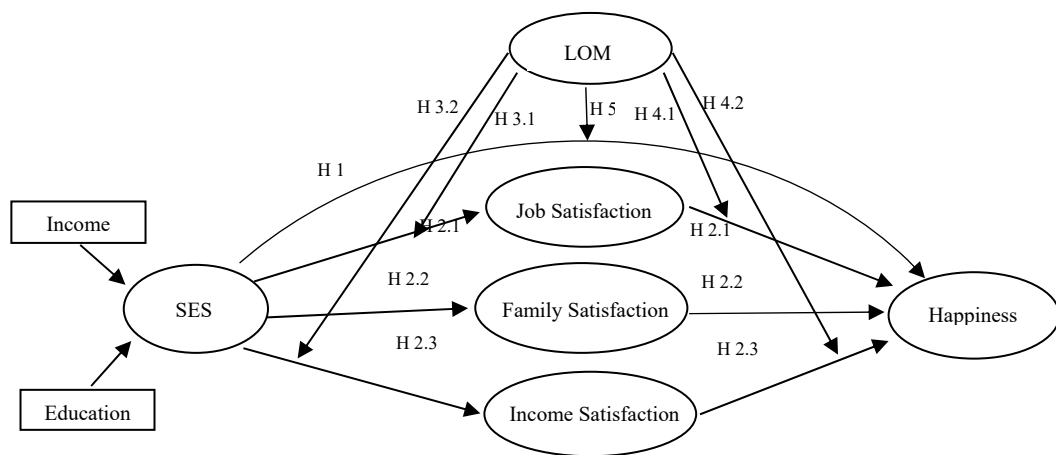 LOM
H 3.2
H 3.1
H 5
H 4.1
H 4.2
H 1
Job Satisfaction
Income
H 2.1
H 2.1
SES
H 2.2
H 2.2
Family Satisfaction
Happiness
H 2.3
H 2.3
Education
Income Satisfaction